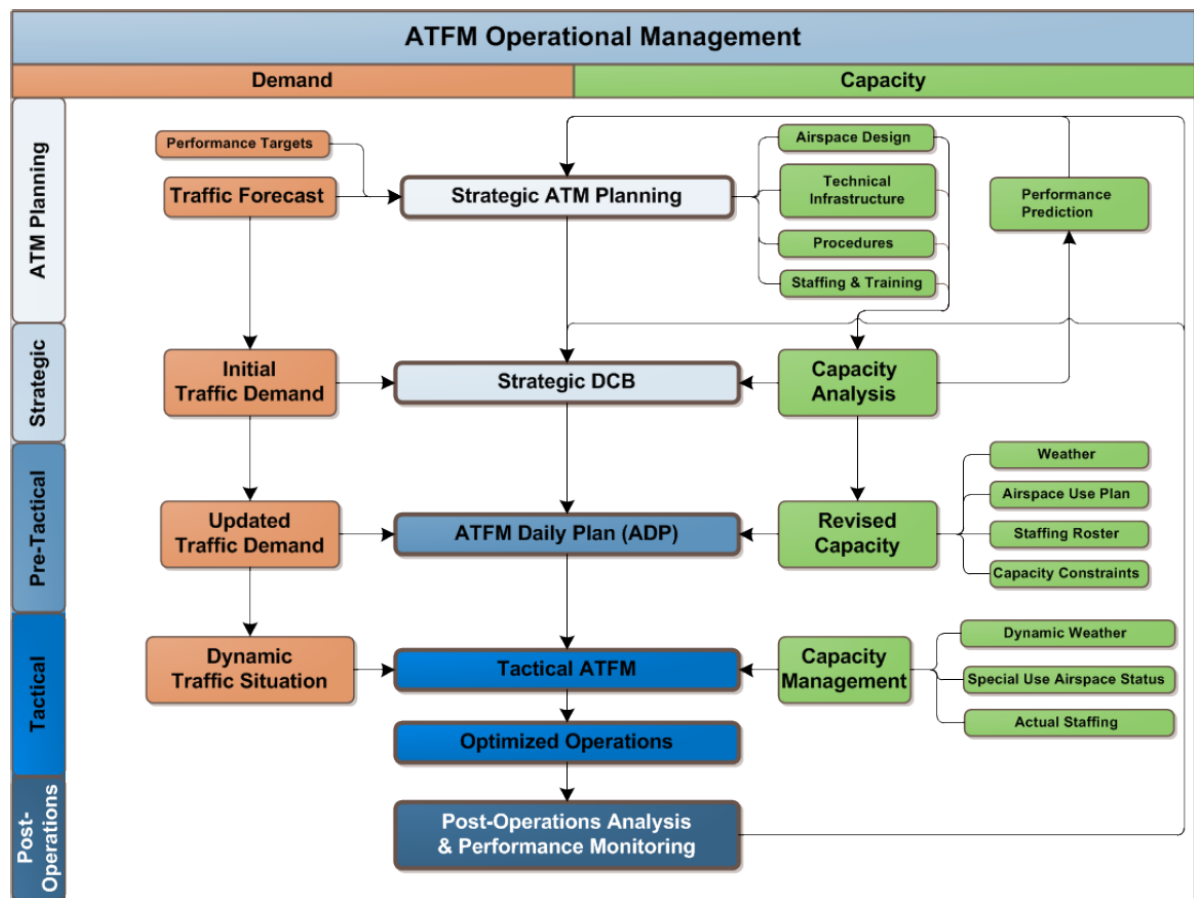 ATFM Operational Management
Demand
Capacity
ATM Planning
Performance Targets
Traffic Forecast
Strategic ATM Planning
Airspace Design
Technical
Infrastructure
Procedures
Staffing & Training
Performance
Prediction
Strategic
Initial
Traffic Demand
Strategic DCB
Capacity
Analysis
Pre-Tactical
Updated
Traffic Demand
ATFM Daily Plan (ADP)
Revised
Capacity
Weather
Airspace Use Plan
Staffing Roster
Capacity Constraints
Tactical
Dynamic
Traffic Situation
Tactical ATFM
Capacity
Management
Dynamic Weather
Special Use Airspace Status
Actual Staffing
Optimized Operations
Post-
Operations
Post-Operations Analysis
& Performance Monitoring